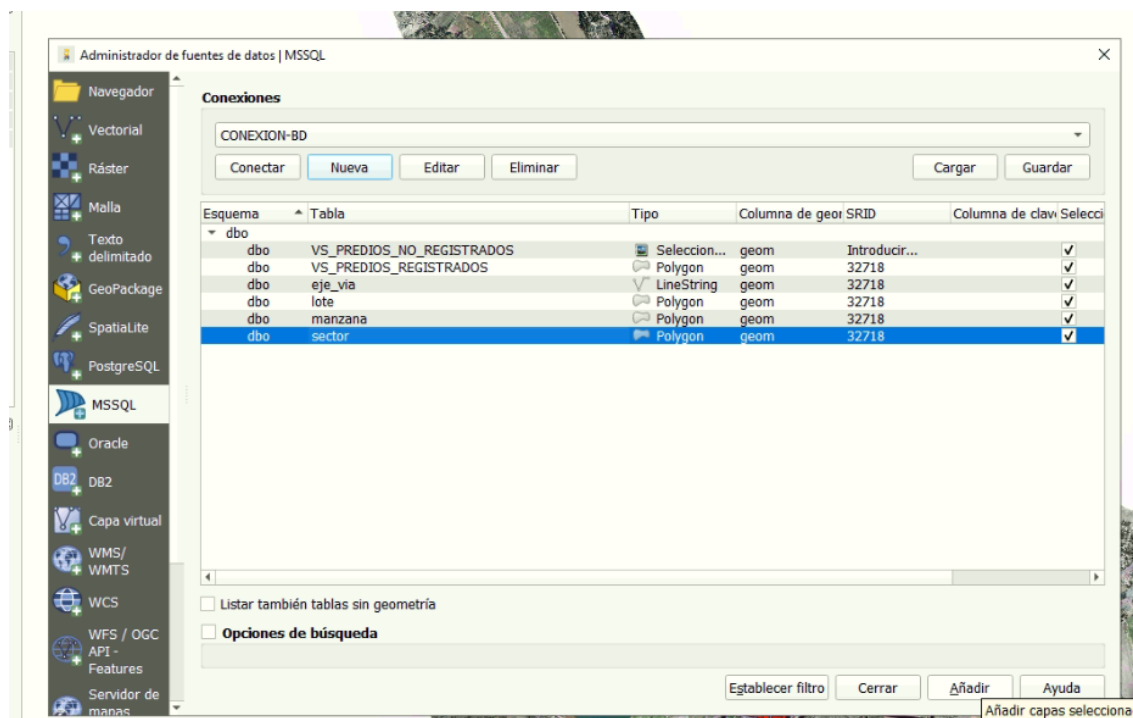 Administrador de fuentes de datos | MSSQL
Navegador
Vectorial
Ráster
Malla
Texto
delimitado
GeoPackage
SpatiaLite
PostgreSQL
MSSQL
Oracle
DB2
DB2
Capa virtual
WMS/
WMTS
WCS
WFS / OGC
API -
Features
Servidor de
mapas
Conexiones
CONEXION-BD
Conectar Nueva Editar Eliminar Cargar Guardar
Esquema Tabla Tipo Columna de geor SRID Columna de clav Selecci
dbo
dbo VS_PREDIOS_NO_REGISTRADOS Seleccion... geom Introducir...
dbo VS_PREDIOS_REGISTRADOS Polygon geom 32718
dbo eje_via LineString geom 32718
dbo lote Polygon geom 32718
dbo manzana Polygon geom 32718
dbo sector Polygon geom 32718
Listar también tablas sin geometría
Opciones de búsqueda
Establecer filtro Cerrar Añadir Ayuda
Añadir capas selecciona